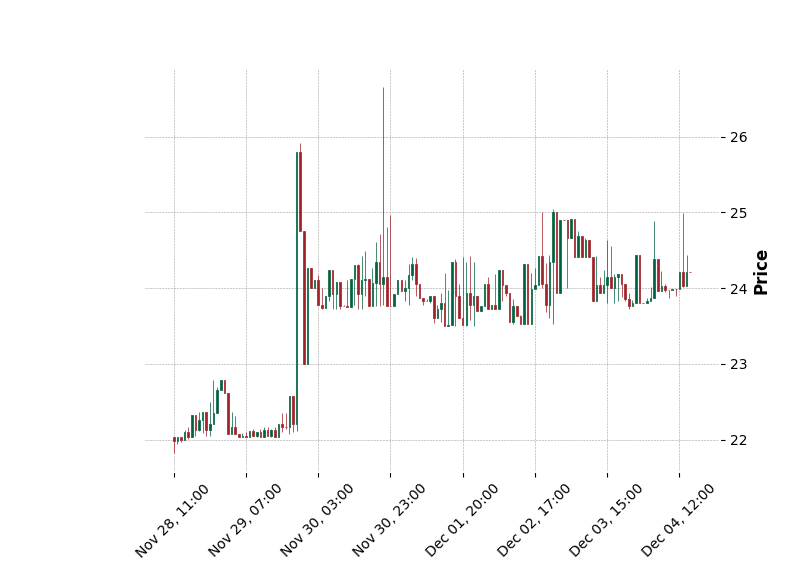 26
25
24
23
22
Price
Nov 28, 11:00
Nov 29, 07:00
Nov 30, 03:00
Nov 30, 23:00
Dec 01, 20:00
Dec 02, 17:00
Dec 03, 15:00
Dec 04, 12:00